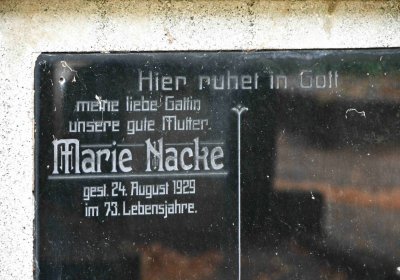 Hier ruhet in Gott
meine liebe Gattin
unsere gute Mutter.
Marie Nacke
gest. 24. August 1929
im 73. Lebensjahre.